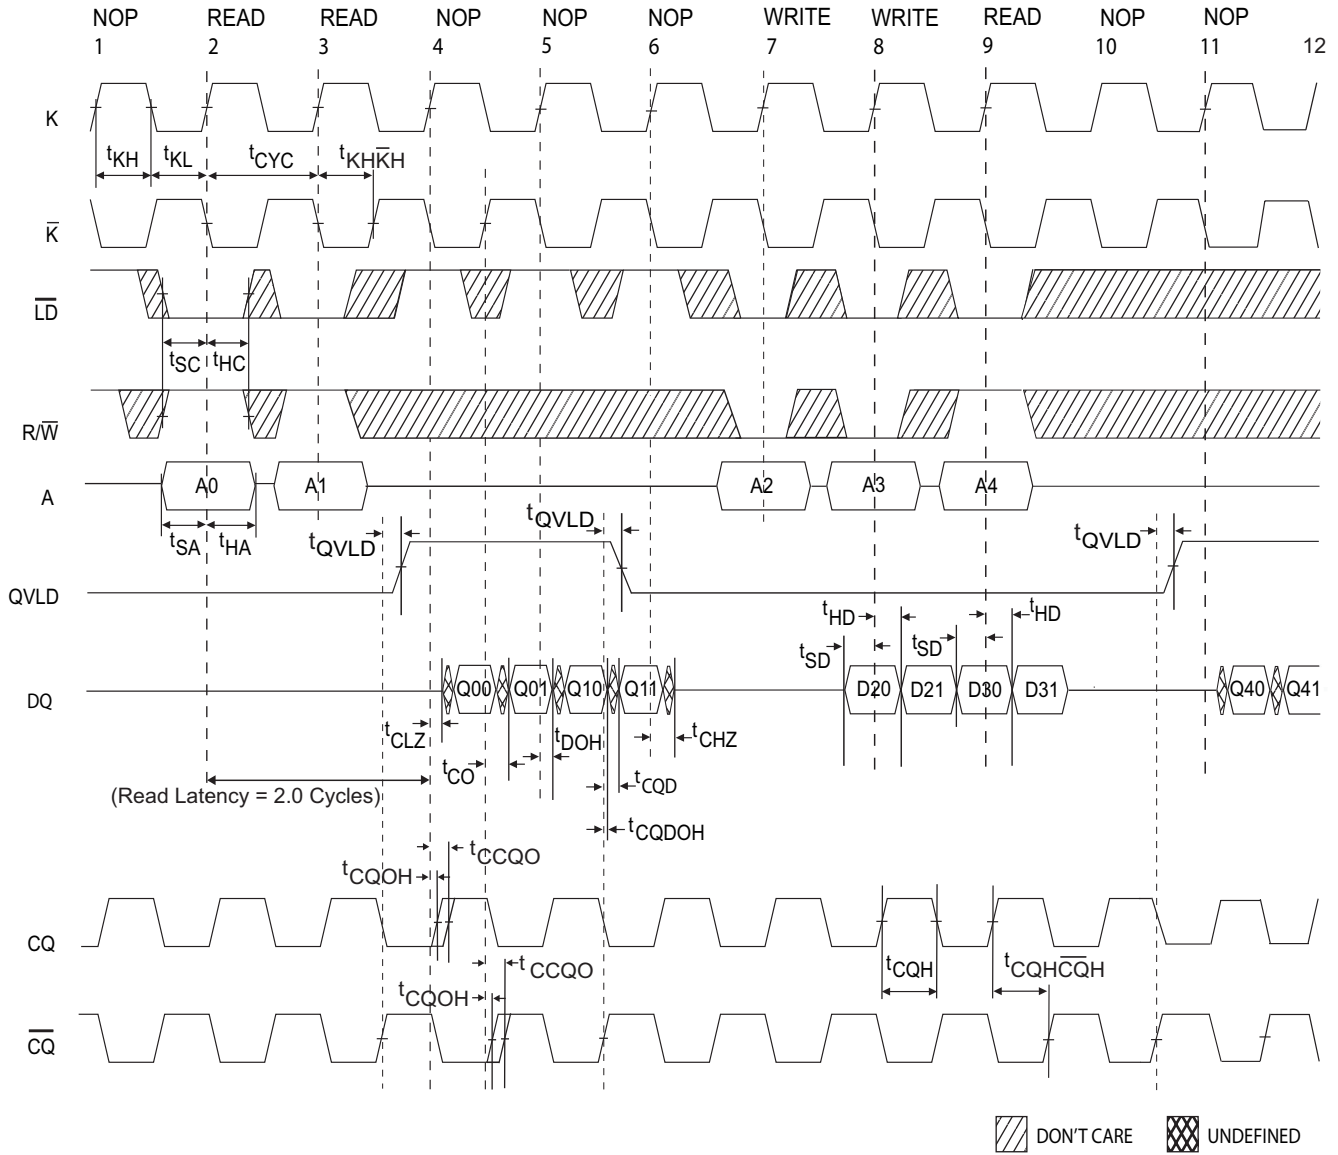 NOP READ READ NOP NOP NOP WRITE WRITE READ NOP NOP
1 2 3 4 5 6 7 8 9 10 11 12
K
tKH tKL tCYC tKHK̅H
K̅
L̅D̅
tSC tHC
R/W̅
A A0 A1 A2 A3 A4
tSA tHA tQVLD tQVLD tQVLD
QVLD
tHD tHD
tSD tSD
DQ Q00 Q01 Q10 Q11 D20 D21 D30 D31 Q40 Q41
tCLZ tDOH tCHZ
tCO tCQD
(Read Latency = 2.0 Cycles)
tCQDOH
tCCQO
tCQOH
CQ
tCQH tCQHC̅Q̅H
tCCQO
tCQOH
C̅Q̅
DON'T CARE UNDEFINED